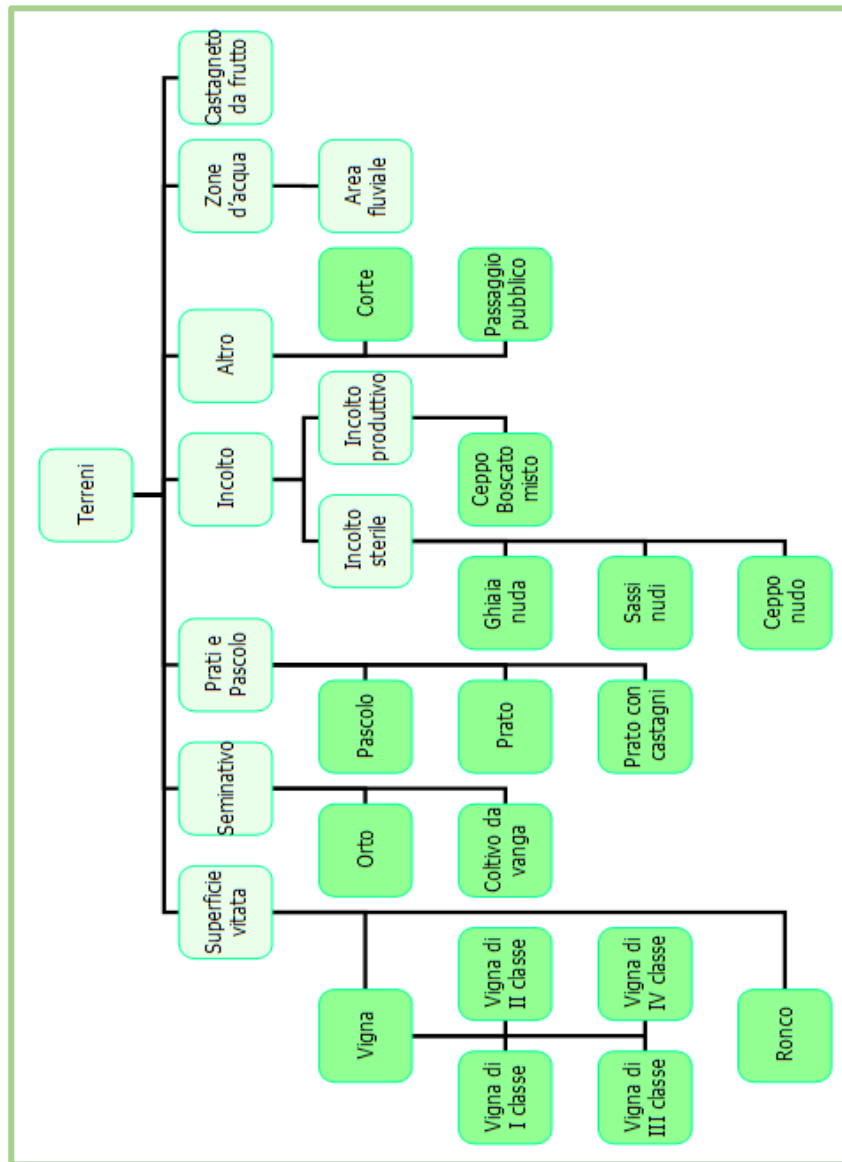 Terreni
Superficie
vitata
Seminativo
Prati e
Pascolo
Incolto
Altro
Zone
d'acqua
Castagneto
da frutto
Vigna
Orto
Pascolo
Incolto
sterile
Incolto
produttivo
Corte
Area
fluviale
Vigna di
I classe
Vigna di
II classe
Coltivo da
vanga
Prato
Ghiaia
nuda
Ceppo
Boscato
misto
Passaggio
pubblico
Vigna di
III classe
Vigna di
IV classe
Prato con
castagni
Sassi
nudi
Ronco
Ceppo
nudo